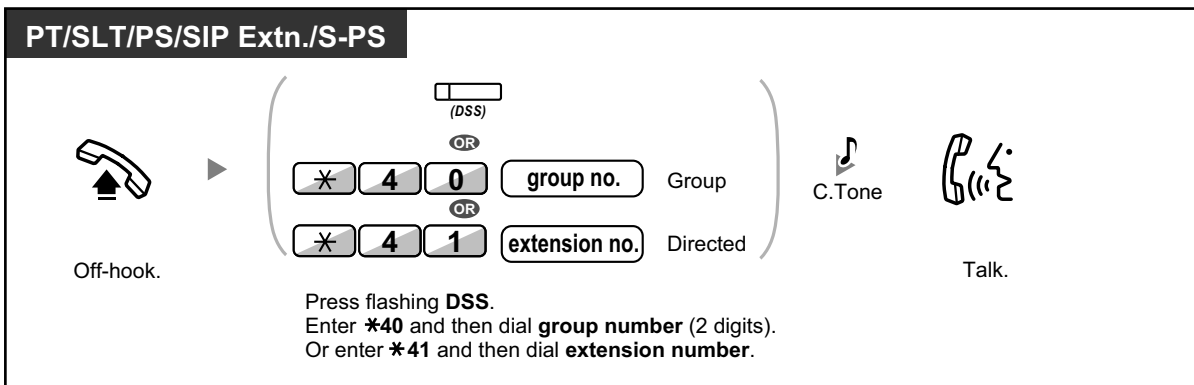 PT/SLT/PS/SIP Extn./S-PS
(DSS)
OR
* 4 0 group no. Group
OR
* 4 1 extension no. Directed
C.Tone
Off-hook.
Talk.
Press flashing DSS.
Enter *40 and then dial group number (2 digits).
Or enter *41 and then dial extension number.